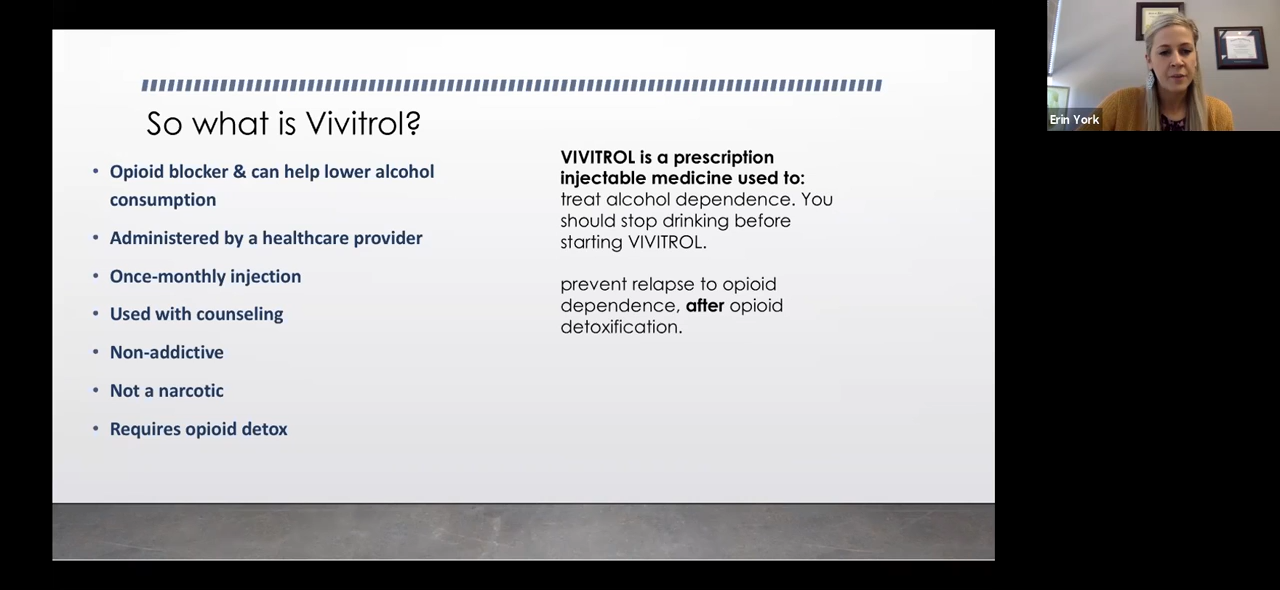 So what is Vivitrol?
• Opioid blocker & can help lower alcohol
consumption
• Administered by a healthcare provider
• Once-monthly injection
• Used with counseling
• Non-addictive
• Not a narcotic
• Requires opioid detox
VIVITROL is a prescription
injectable medicine used to:
treat alcohol dependence. You
should stop drinking before
starting VIVITROL.
prevent relapse to opioid
dependence, after opioid
detoxification.
Erin York